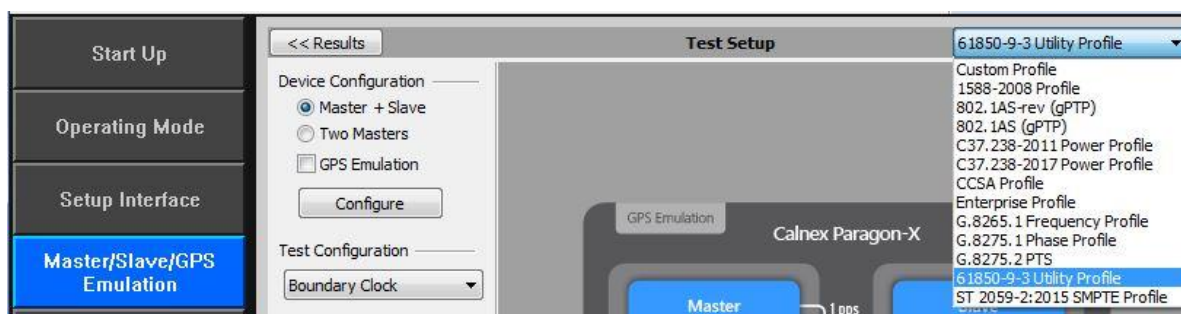 Start Up
Operating Mode
Setup Interface
Master/Slave/GPS
Emulation
<< Results
Test Setup
61850-9-3 Utility Profile
Device Configuration
Master + Slave
Two Masters
GPS Emulation
Configure
Test Configuration
Boundary Clock
GPS Emulation
Calnex Paragon-X
Master
1 pps
Custom Profile
1588-2008 Profile
802.1AS-rev (gPTP)
802.1AS (gPTP)
C37.238-2011 Power Profile
C37.238-2017 Power Profile
CCSA Profile
Enterprise Profile
G.8265.1 Frequency Profile
G.8275.1 Phase Profile
G.8275.2 PTS
61850-9-3 Utility Profile
ST 2059-2:2015 SMPTE Profile